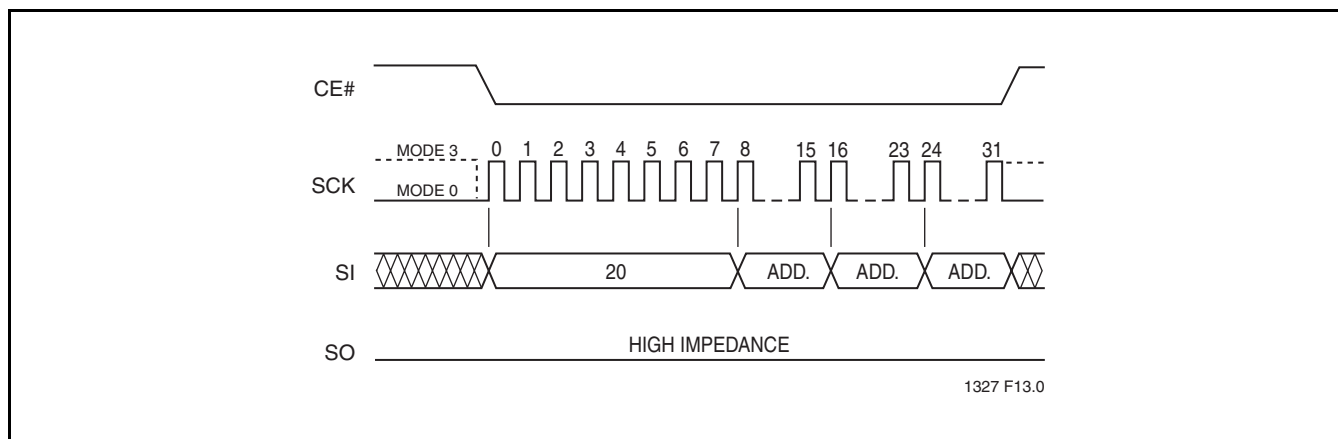 CE#
MODE 3
0 1 2 3 4 5 6 7 8 15 16 23 24 31
SCK
MODE 0
SI 20 ADD. ADD. ADD.
SO HIGH IMPEDANCE
1327 F13.0